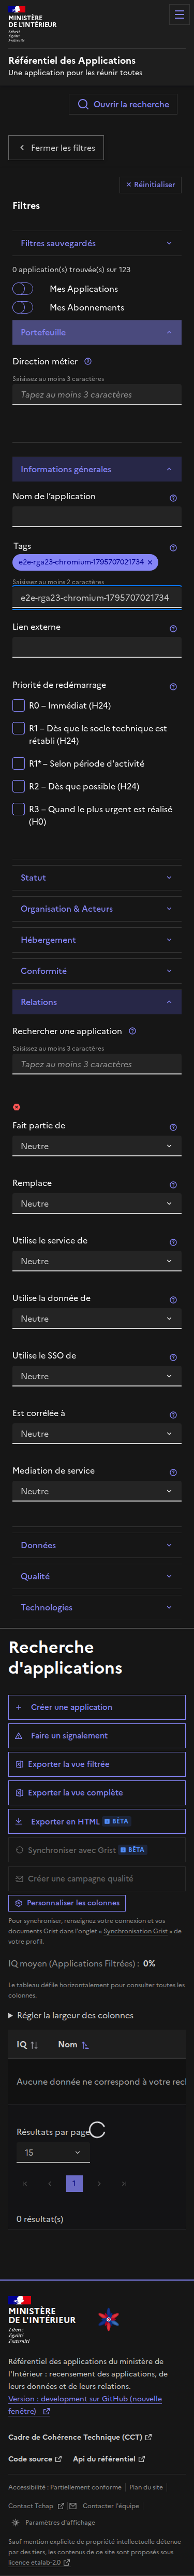 MINISTÈRE
DE L'INTÉRIEUR
Liberté
Égalité
Fraternité
Référentiel des Applications
Une application pour les réunir toutes
Ouvrir la recherche
Fermer les filtres
Réinitialiser
Filtres
Filtres sauvegardés
0 application(s) trouvée(s) sur 123
Mes Applications
Mes Abonnements
Portefeuille
Direction métier
Saisissez au moins 3 caractères
Tapez au moins 3 caractères
Informations génerales
Nom de l'application
Tags
e2e-rga23-chromium-1795707021734
Saisissez au moins 2 caractères
e2e-rga23-chromium-1795707021734
Lien externe
Priorité de redémarrage
R0 – Immédiat (H24)
R1 – Dès que le socle technique est
rétabli (H24)
R1* – Selon période d'activité
R2 – Dès que possible (H24)
R3 – Quand le plus urgent est réalisé
(H0)
Statut
Organisation & Acteurs
Hébergement
Conformité
Relations
Rechercher une application
Saisissez au moins 3 caractères
Tapez au moins 3 caractères
Fait partie de
Neutre
Remplace
Neutre
Utilise le service de
Neutre
Utilise la donnée de
Neutre
Utilise le SSO de
Neutre
Est corrélée à
Neutre
Mediation de service
Neutre
Données
Qualité
Technologies
Recherche
d'applications
Créer une application
Faire un signalement
Exporter la vue filtrée
Exporter la vue complète
Exporter en HTML BÊTA
Synchroniser avec Grist BÊTA
Créer une campagne qualité
Personnaliser les colonnes
Pour synchroniser, renseignez votre connexion et vos
documents Grist dans l'onglet « Synchronisation Grist » de
votre profil.
IQ moyen (Applications Filtrées) : 0%
Le tableau défile horizontalement pour consulter toutes les
colonnes.
Régler la largeur des colonnes
IQ Nom
Aucune donnée ne correspond à votre rec
Résultats par page
15
1
0 résultat(s)
MINISTÈRE
DE L'INTÉRIEUR
Liberté
Égalité
Fraternité
Référentiel des applications du ministère de
l'Intérieur : recensement des applications, de
leurs données et de leurs relations.
Version : development sur GitHub (nouvelle
fenêtre)
Cadre de Cohérence Technique (CCT)
Code source Api du référentiel
Accessibilité : Partiellement conforme Plan du site
Contact Tchap Contacter l'équipe
Paramètres d'affichage
Sauf mention explicite de propriété intellectuelle détenue
par des tiers, les contenus de ce site sont proposés sous
licence etalab-2.0